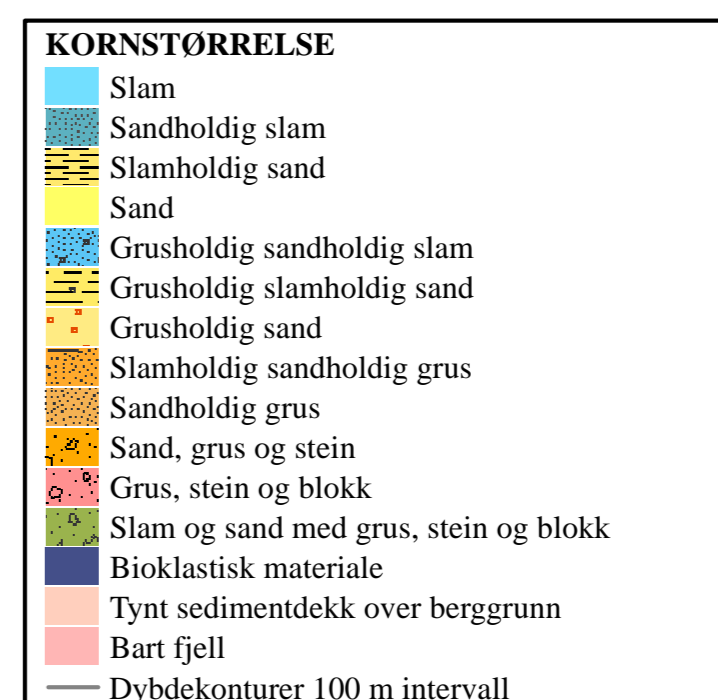 KORNSTØRRELSE
Slam
Sandholdig slam
Slamholdig sand
Sand
Grusholdig sandholdig slam
Grusholdig slamholdig sand
Grusholdig sand
Slamholdig sandholdig grus
Sandholdig grus
Sand, grus og stein
Grus, stein og blokk
Slam og sand med grus, stein og blokk
Bioklastisk materiale
Tynt sedimentdekk over berggrunn
Bart fjell
Dybdekonturer 100 m intervall